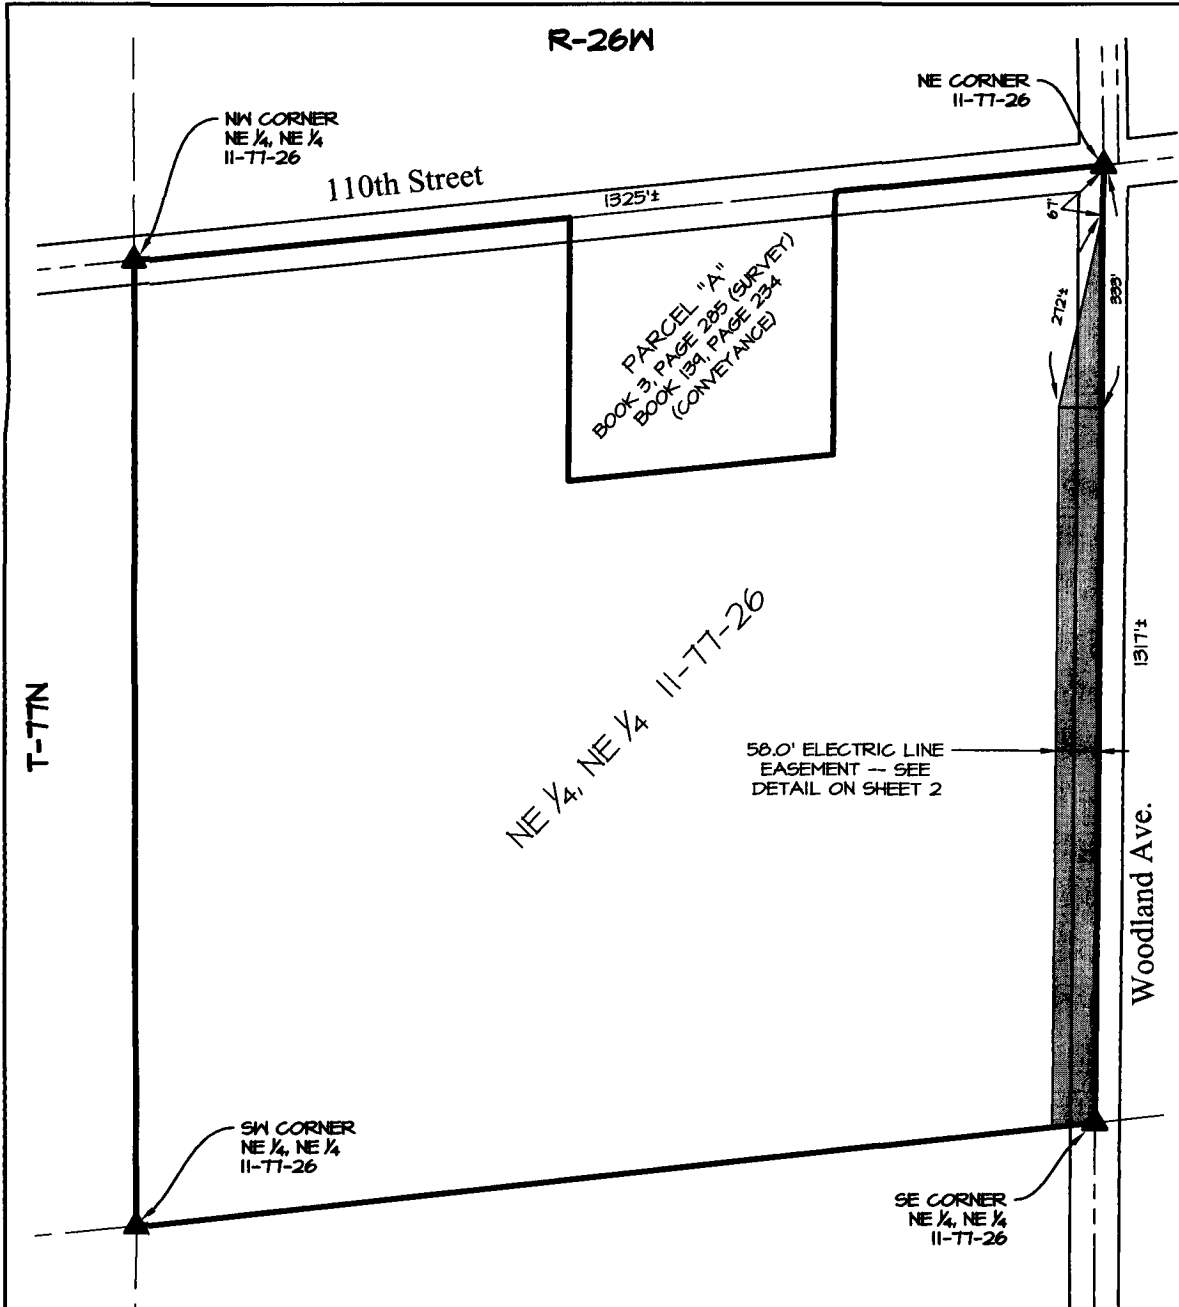 R-26W
NE CORNER
11-77-26
NW CORNER
NE 1/4, NE 1/4
11-77-26
110th Street
1325'±
67'
272'±
333'
PARCEL "A"
BOOK 3, PAGE 285 (SURVEY)
BOOK 139, PAGE 234
(CONVEYANCE)
NE 1/4, NE 1/4 11-77-26
1317'±
T-77N
58.0' ELECTRIC LINE
EASEMENT -- SEE
DETAIL ON SHEET 2
Woodland Ave.
SW CORNER
NE 1/4, NE 1/4
11-77-26
SE CORNER
NE 1/4, NE 1/4
11-77-26